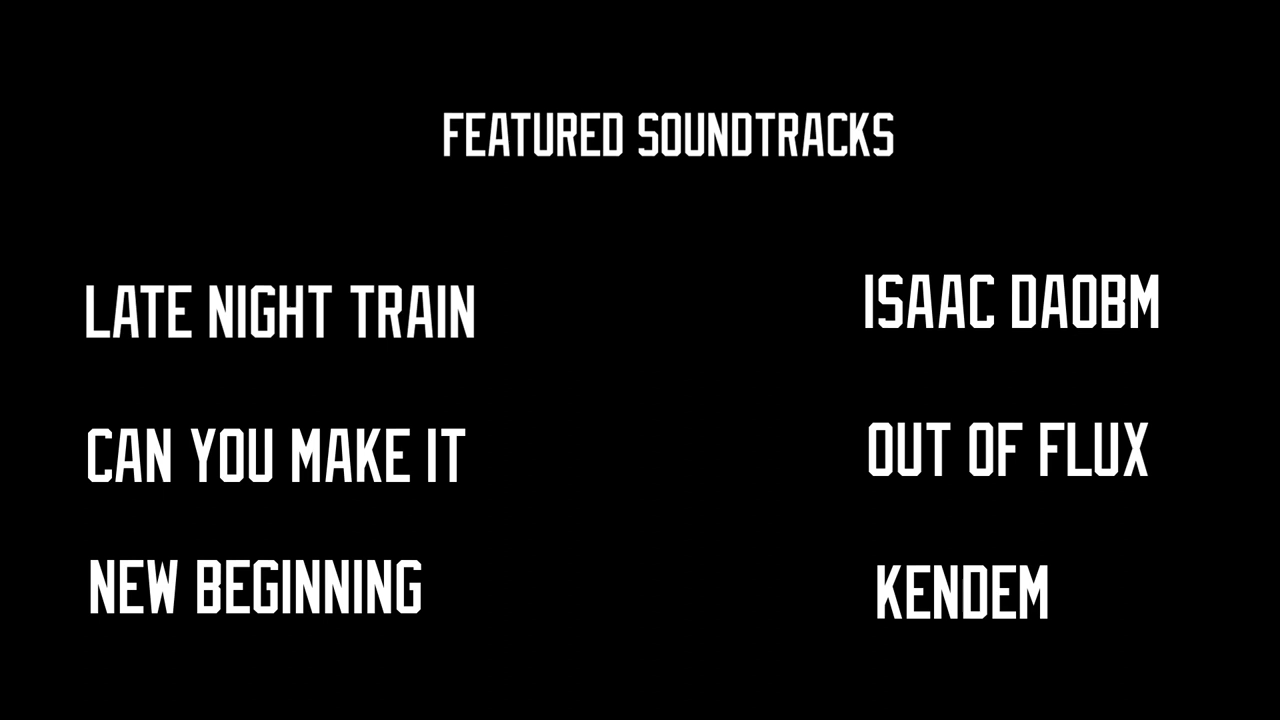 FEATURED SOUNDTRACKS
LATE NIGHT TRAIN ISAAC DAOBM
CAN YOU MAKE IT OUT OF FLUX
NEW BEGINNING KENDEM